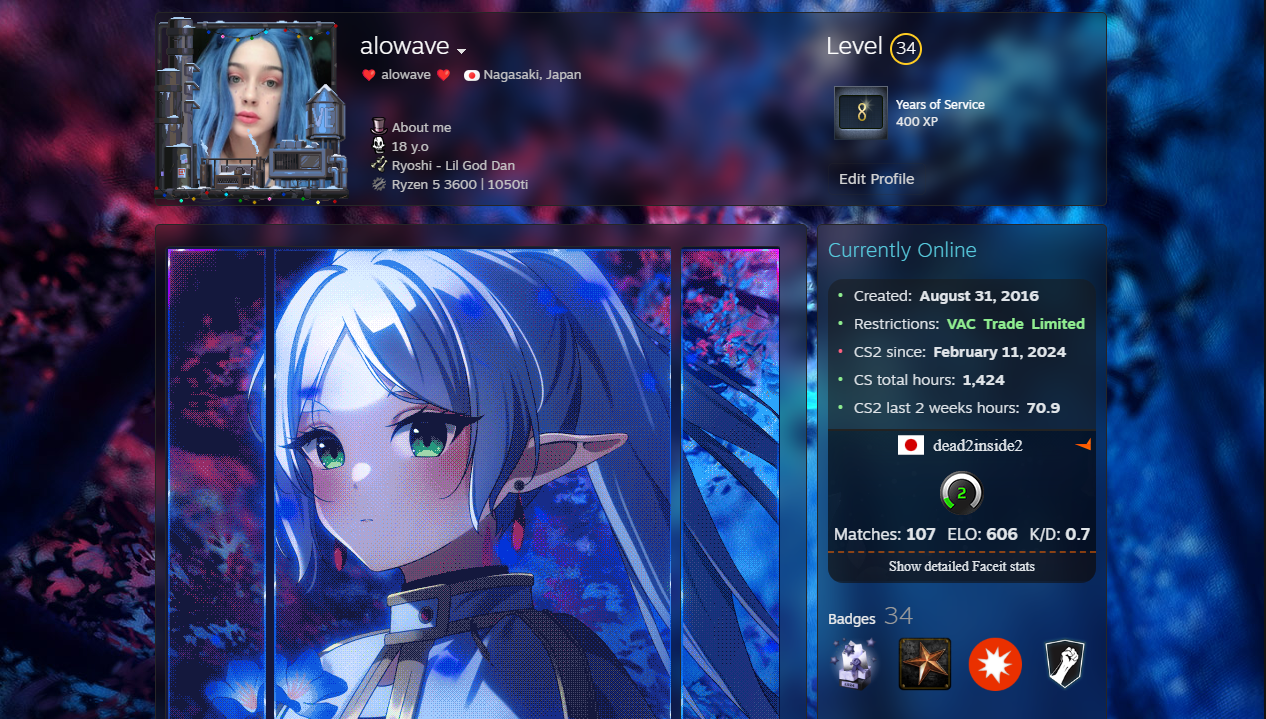 alowave
alowave Nagasaki, Japan
About me
18 y.o
Ryoshi - Lil God Dan
Ryzen 5 3600 | 1050ti
Level 34
8
Years of Service
400 XP
Edit Profile
Currently Online
Created: August 31, 2016
Restrictions: VAC Trade Limited
CS2 since: February 11, 2024
CS total hours: 1,424
CS2 last 2 weeks hours: 70.9
dead2inside2
2
Matches: 107 ELO: 606 K/D: 0.7
Show detailed Faceit stats
Badges 34